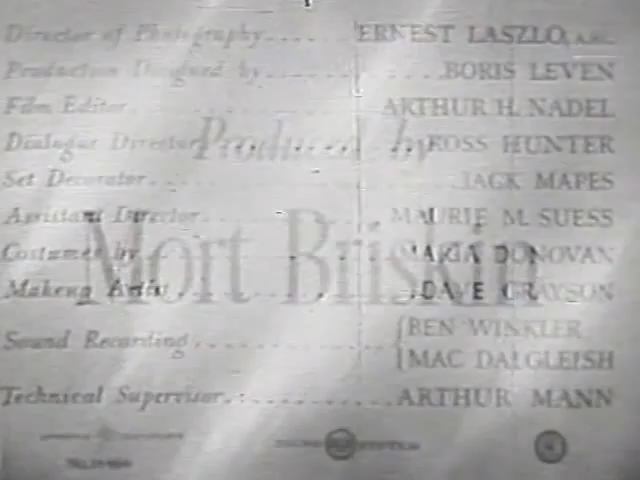 Director of Photography.... ERNEST LASZLO, A.S.C.
Production Designed by........ BORIS LEVEN
Film Editor........ ARTHUR H. NADEL
Produced by
Dialogue Director........ ROSS HUNTER
Set Decorator........ JACK MAPES
Assistant Director........ MAURIE M. SUESS
Mort Briskin
Costumes by........ MARIA DONOVAN
Makeup Artist........ DAVE GRAYSON
Sound Recording........ BEN WINKLER
MAC DALGLEISH
Technical Supervisor........ ARTHUR MANN